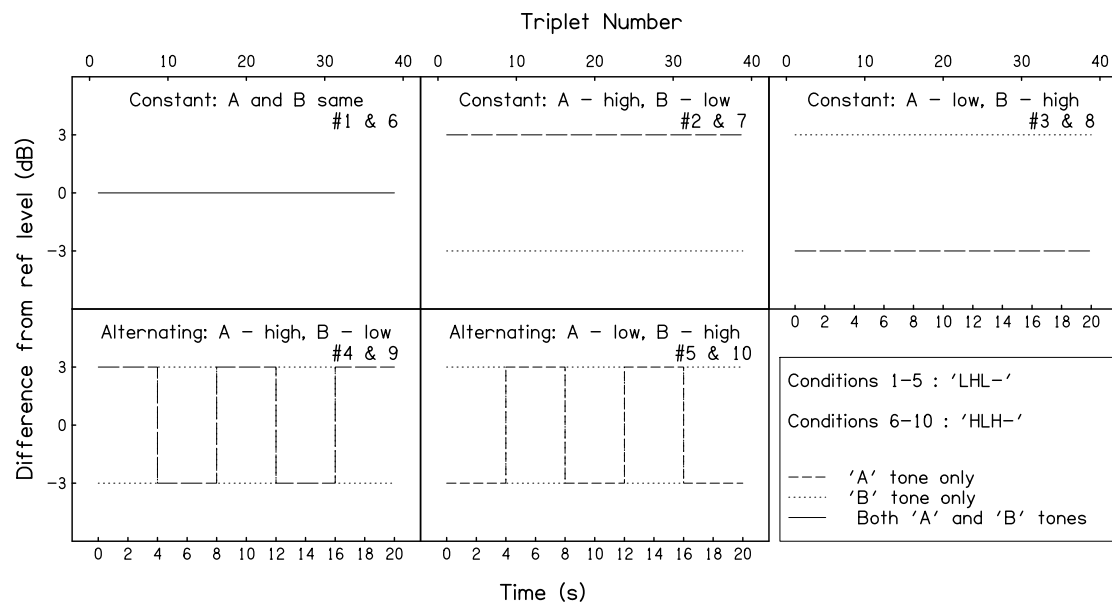 Triplet Number
0 10 20 30 40 0 10 20 30 40 0 10 20 30 40
Constant: A and B same
#1 & 6
Constant: A - high, B - low
#2 & 7
Constant: A - low, B - high
#3 & 8
3
0
-3
0 2 4 6 8 10 12 14 16 18 20
Difference from ref level (dB)
Alternating: A - high, B - low
#4 & 9
Alternating: A - low, B - high
#5 & 10
3
0
-3
0 2 4 6 8 10 12 14 16 18 20 0 2 4 6 8 10 12 14 16 18 20
Time (s)
Conditions 1-5 : 'LHL-'
Conditions 6-10 : 'HLH-'
'A' tone only
'B' tone only
Both 'A' and 'B' tones